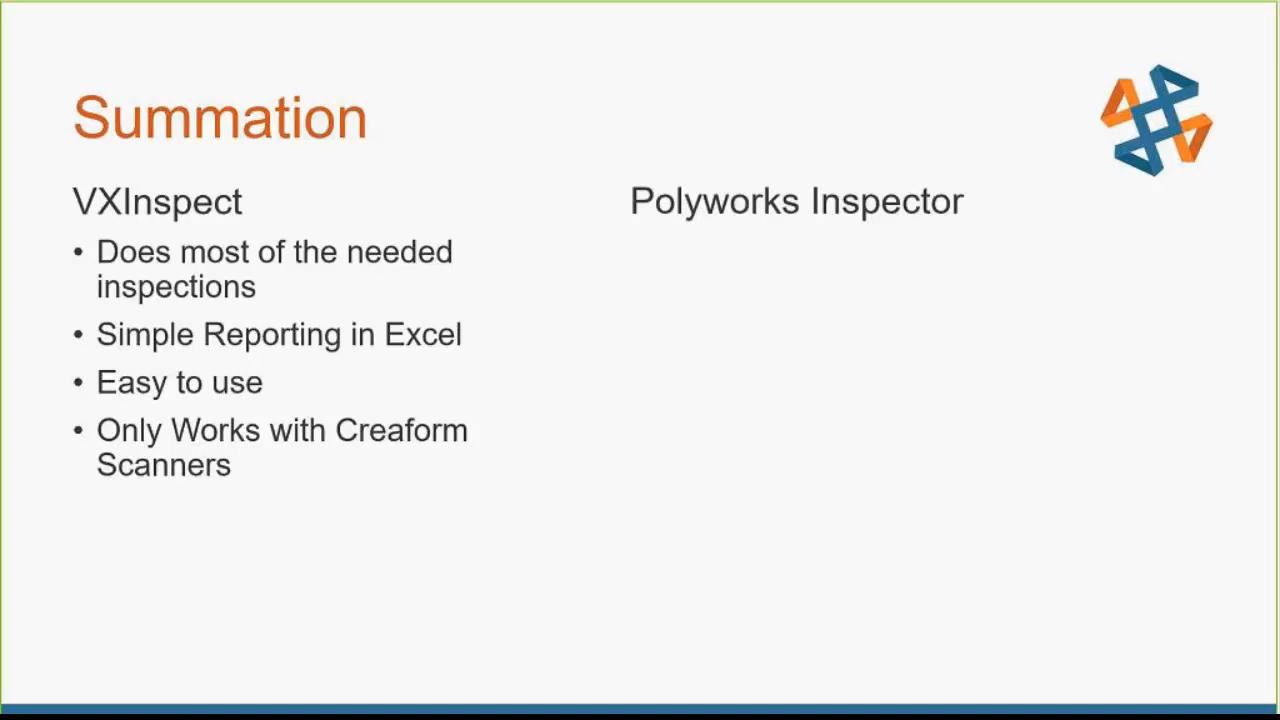 Summation
VXInspect
• Does most of the needed
inspections
• Simple Reporting in Excel
• Easy to use
• Only Works with Creaform
Scanners
Polyworks Inspector